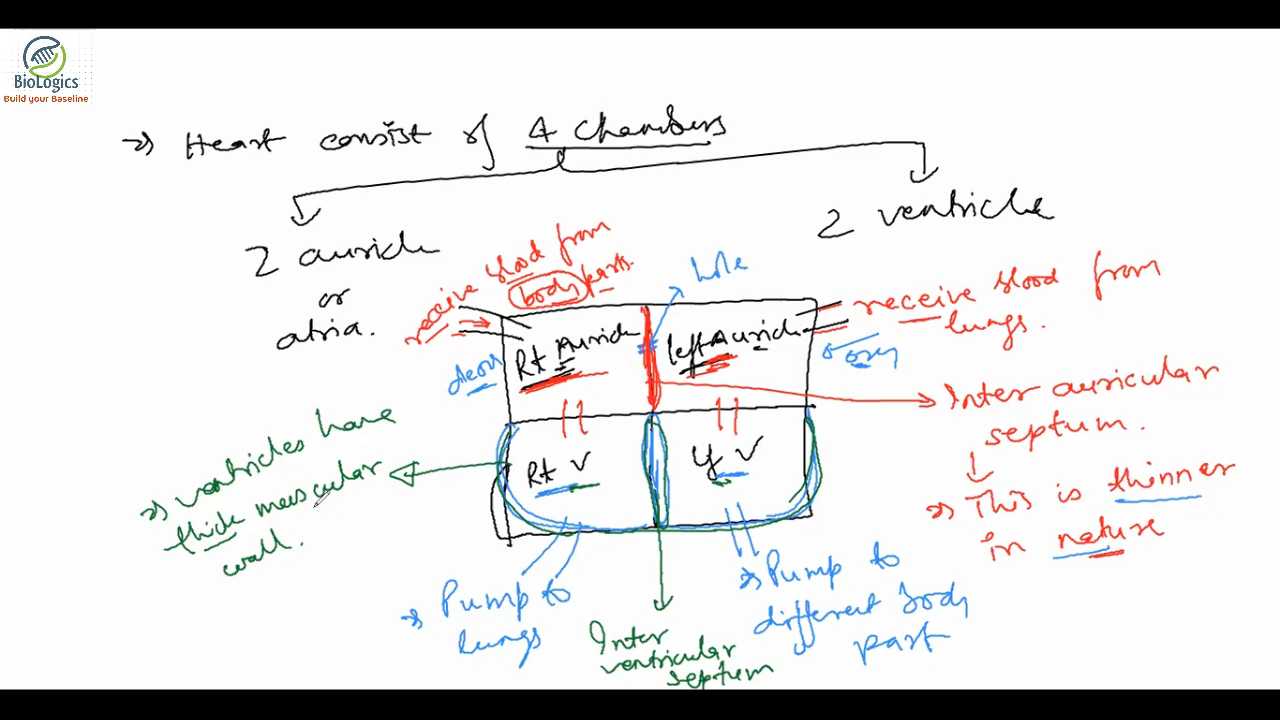 BioLogics
Build your Baseline
⇒ Heart consist of 4 chambers
2 auricle
or
atria.
2 ventricle
receive blood from
body parts.
hole
receive blood from
lungs.
Rt Auricle
left Auricle
deoxy
oxy
Inter auricular
septum.
⇒ This is thinner
in nature
Rt V
lf V
⇒ ventricles have
thick muscular
wall.
⇒ Pump to
lungs
⇒ Pump to
different body
part
Inter
ventricular
septum